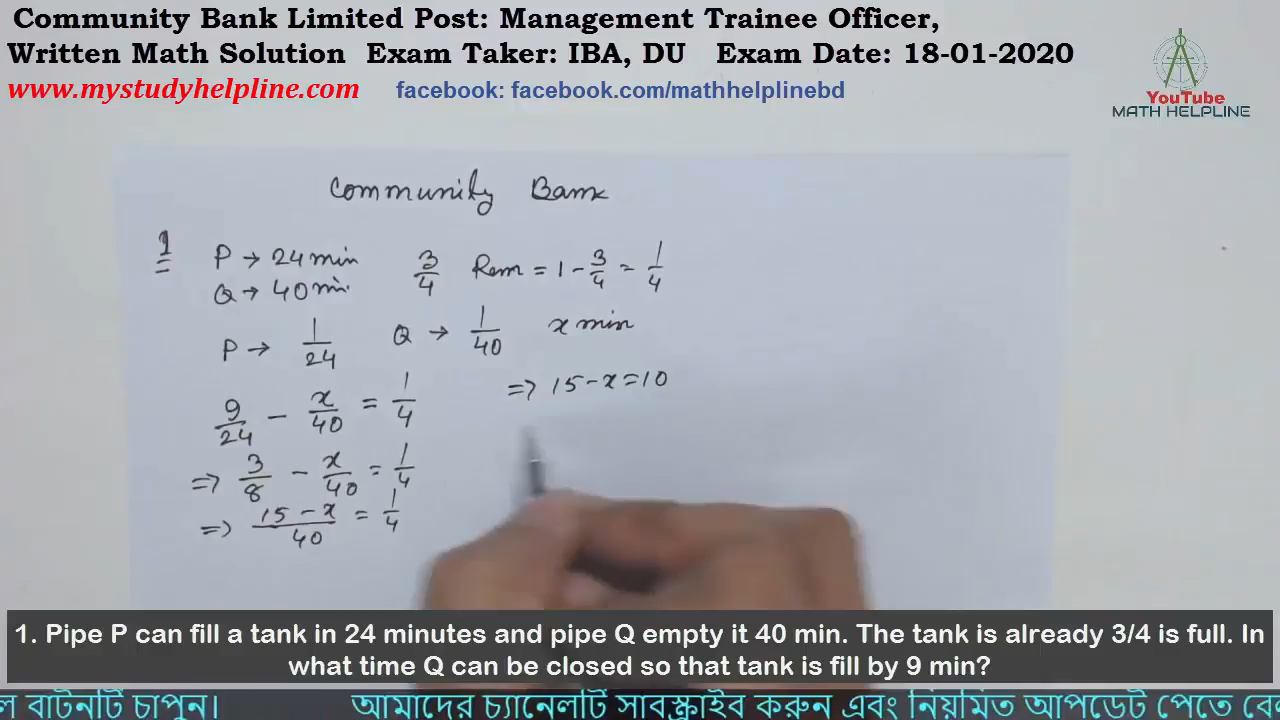 Community Bank Limited Post: Management Trainee Officer,
Written Math Solution Exam Taker: IBA, DU Exam Date: 18-01-2020
www.mystudyhelpline.com facebook: facebook.com/mathhelplinebd
YouTube
MATH HELPLINE
Community Bank
1
P → 24 min 3/4 Rem = 1 - 3/4 = 1/4
Q → 40 min
P → 1/24 Q → 1/40 x min
9/24 - x/40 = 1/4 => 15-x=10
=> 3/8 - x/40 = 1/4
=> 15-x/40 = 1/4
1. Pipe P can fill a tank in 24 minutes and pipe Q empty it 40 min. The tank is already 3/4 is full. In
what time Q can be closed so that tank is fill by 9 min?
ল বাটনটি চাপুন। আমাদের চ্যানেলটি সাবস্ক্রাইব করুন এবং নিয়মিত আপডেট পেতে বে